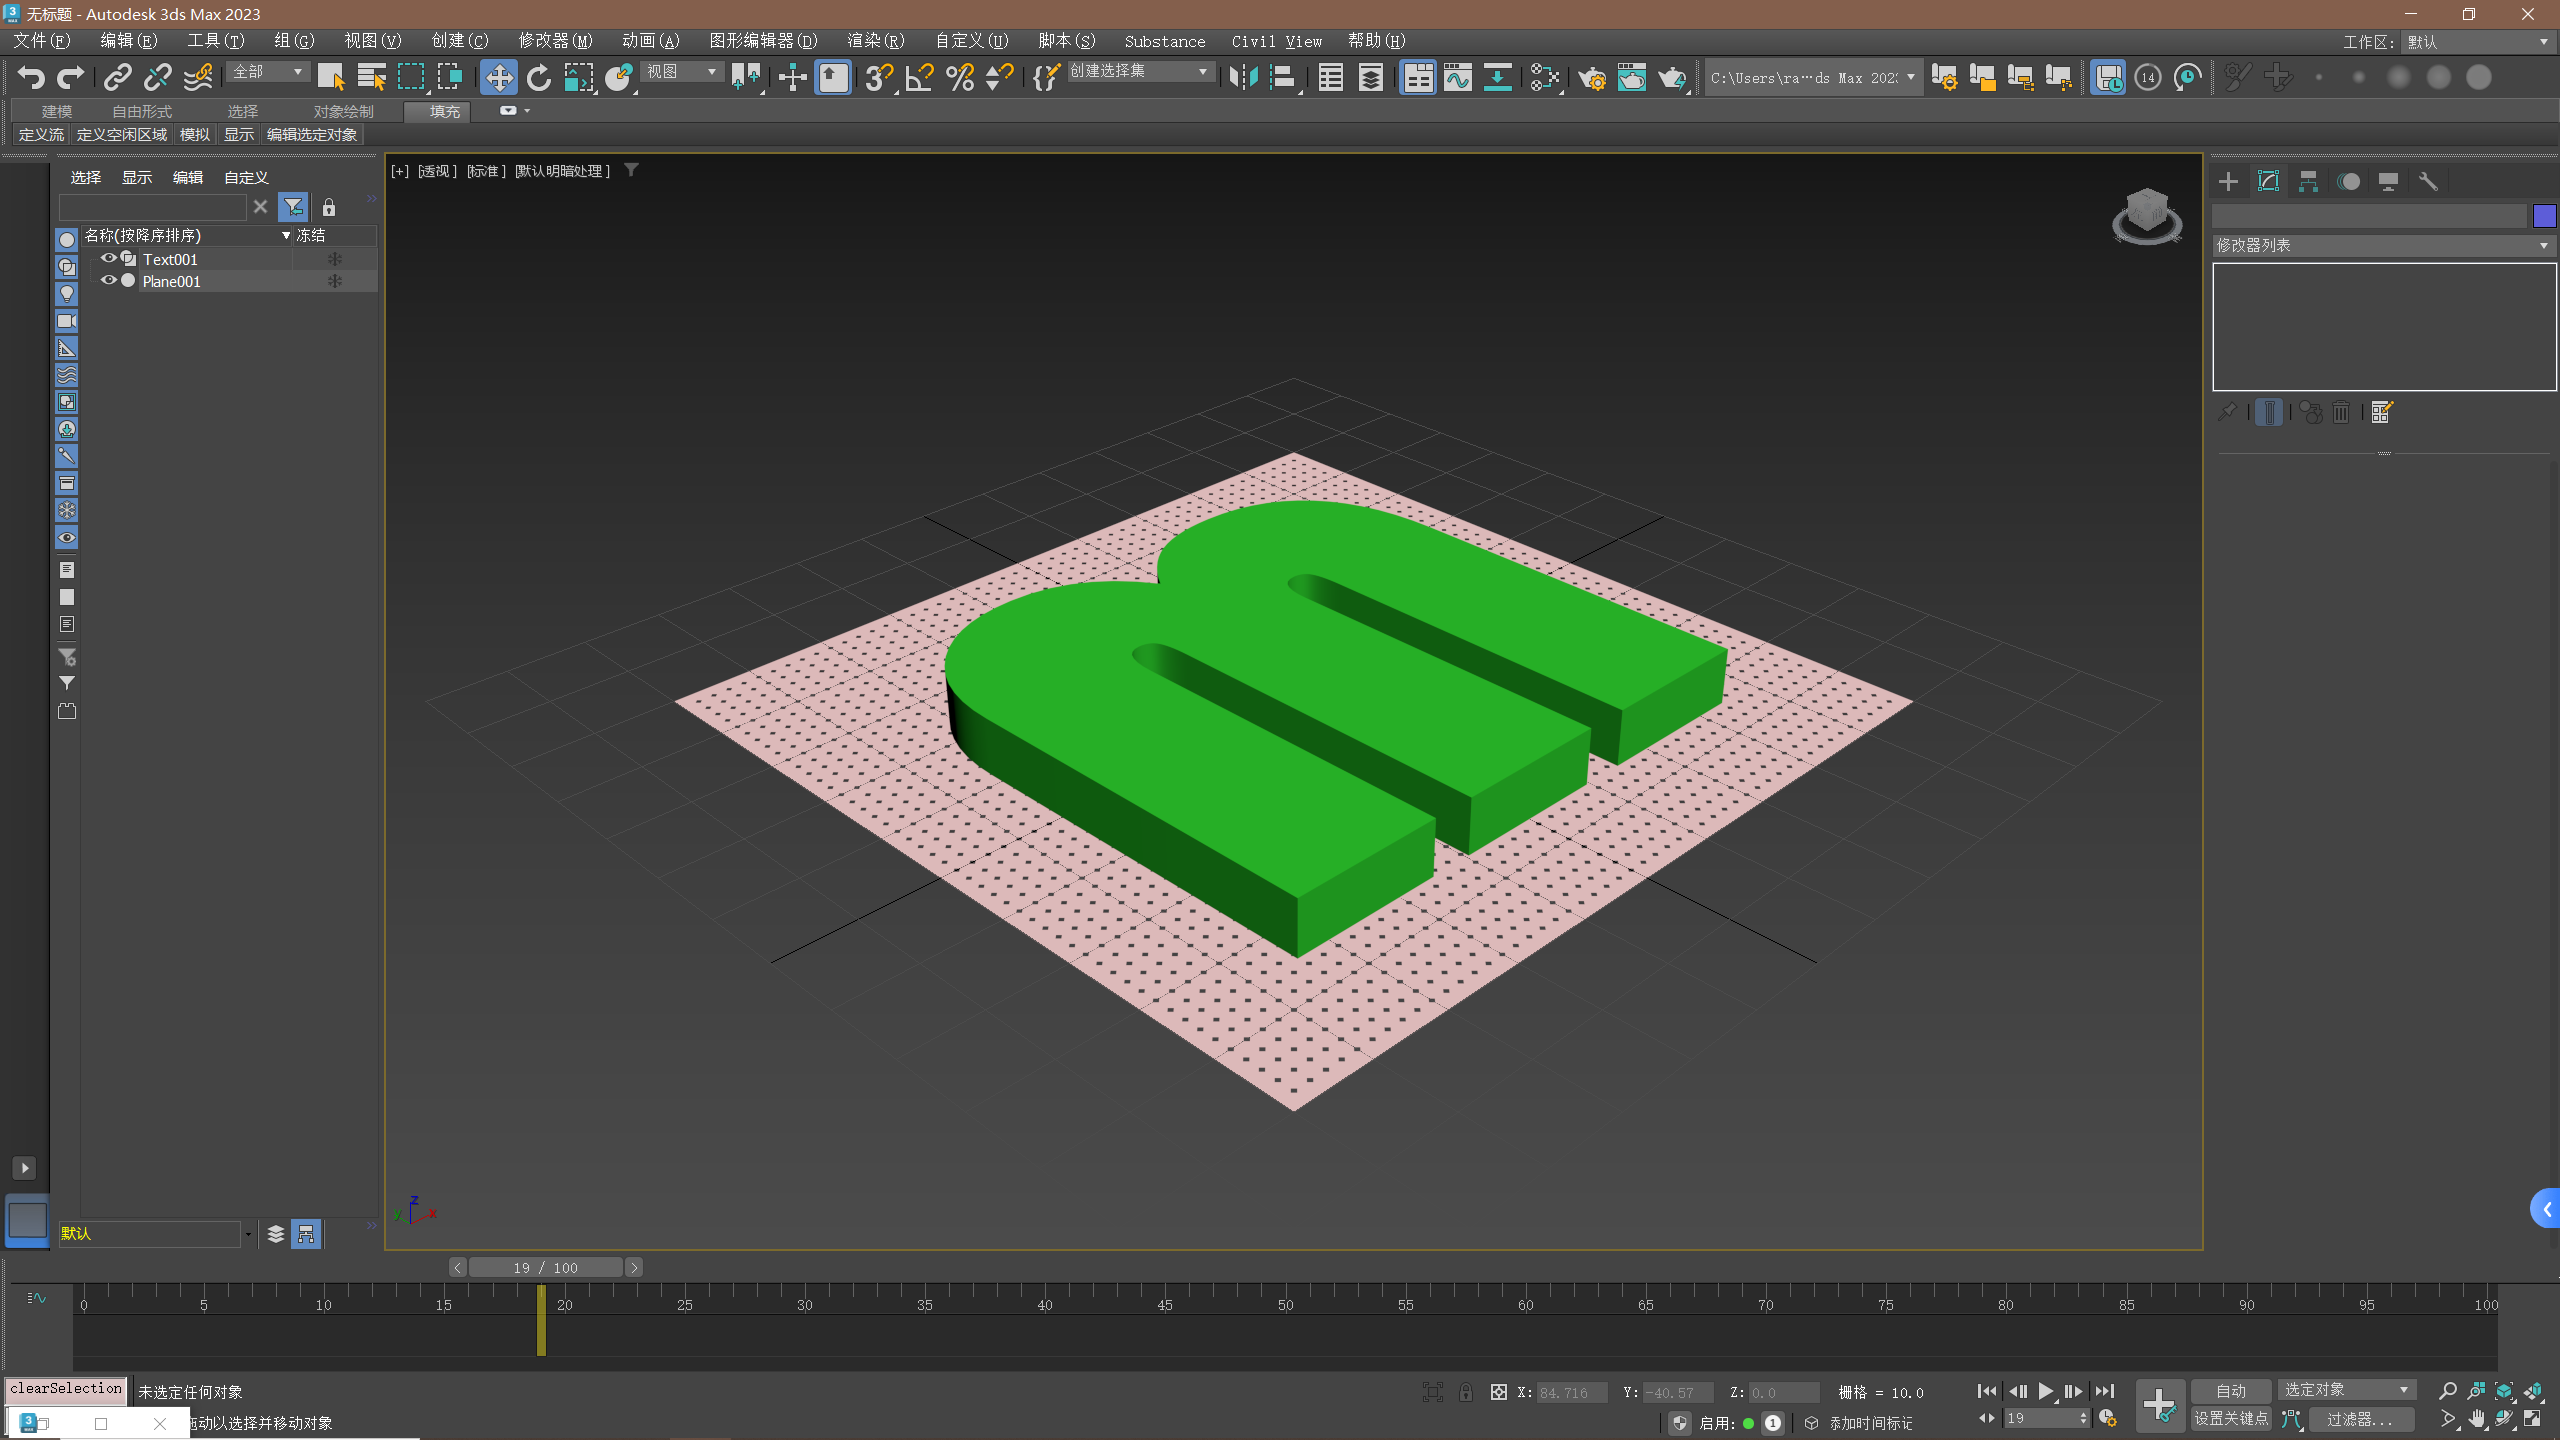 无标题 - Autodesk 3ds Max 2023
文件(F) 编辑(E) 工具(T) 组(G) 视图(V) 创建(C) 修改器(M) 动画(A) 图形编辑器(D) 渲染(R) 自定义(U) 脚本(S) Substance Civil View 帮助(H) 工作区: 默认
全部 视图 创建选择集 C:\Users\ra…ds Max 202 14
建模 自由形式 选择 对象绘制 填充
定义流 定义空闲区域 模拟 显示 编辑选定对象
选择 显示 编辑 自定义
[+] [透视] [标准] [默认明暗处理]
名称(按降序排序) 冻结
修改器列表
Text001
Plane001
z
y x
默认
19 / 100
0 5 10 15 20 25 30 35 40 45 50 55 60 65 70 75 80 85 90 95 100
clearSelection 未选定任何对象 X: 84.716 Y: -40.57 Z: 0.0 栅格 = 10.0 自动 选定对象
拖动以选择并移动对象 启用: 1 添加时间标记 19 设置关键点 过滤器...